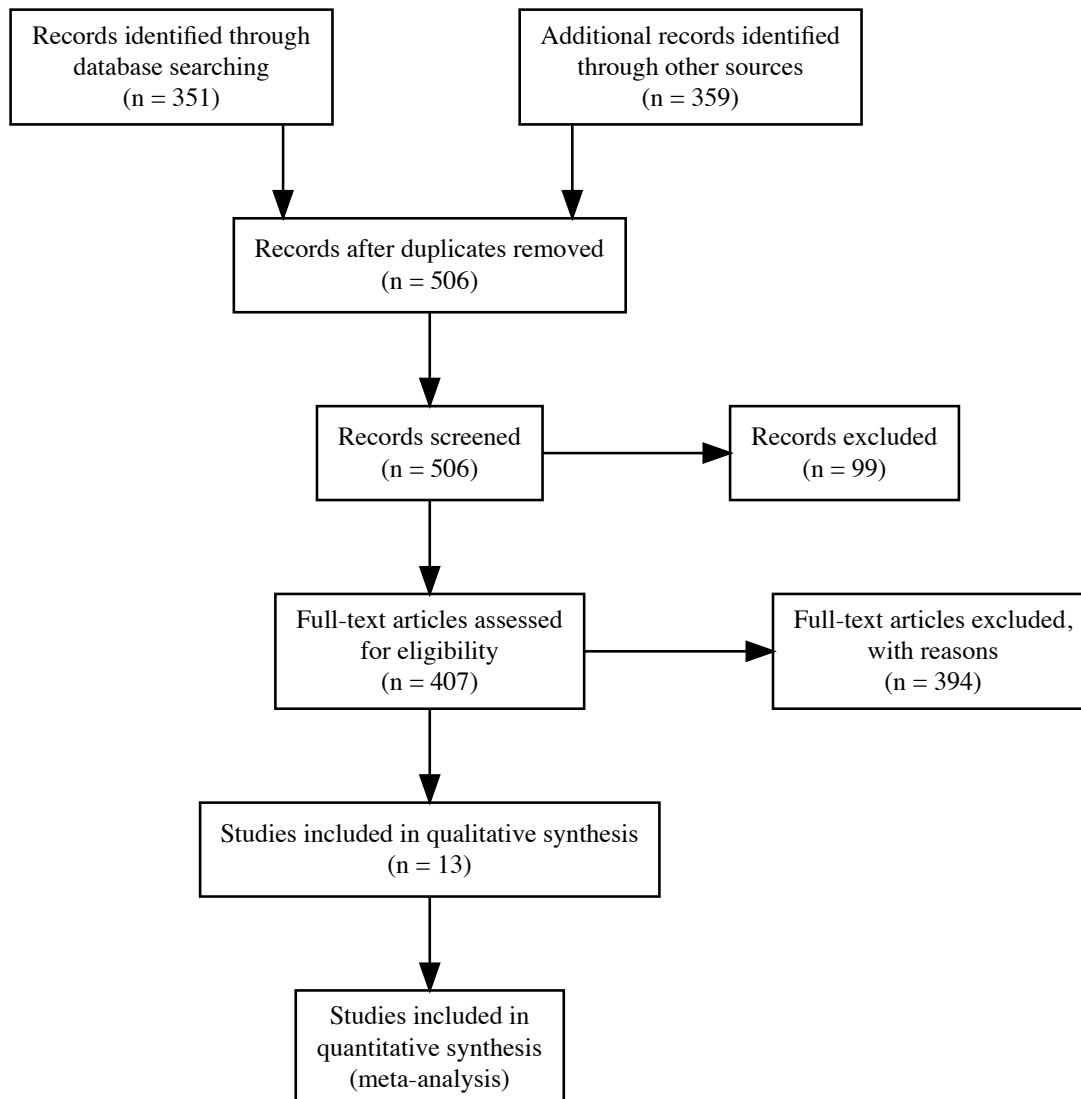 Records identified through
database searching
(n = 351)
Additional records identified
through other sources
(n = 359)
Records after duplicates removed
(n = 506)
Records screened
(n = 506)
Records excluded
(n = 99)
Full-text articles assessed
for eligibility
(n = 407)
Full-text articles excluded,
with reasons
(n = 394)
Studies included in qualitative synthesis
(n = 13)
Studies included in
quantitative synthesis
(meta-analysis)